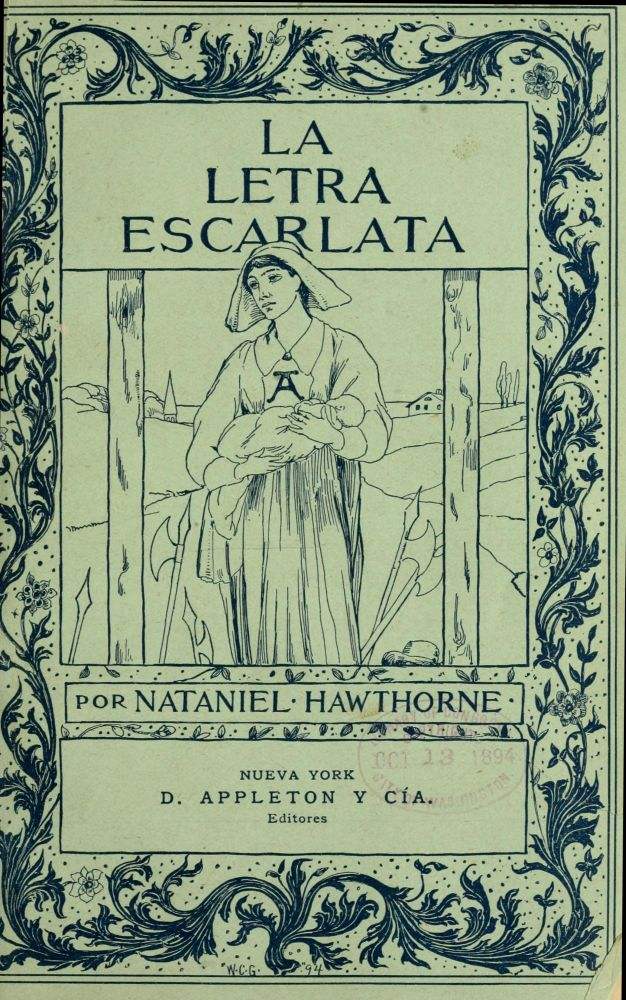 LA
LETRA
ESCARLATA
A
POR NATANIEL · HAWTHORNE ·
OCT 13 1894
NUEVA YORK
D. APPLETON Y CÍA.
Editores
W·C·G· '94